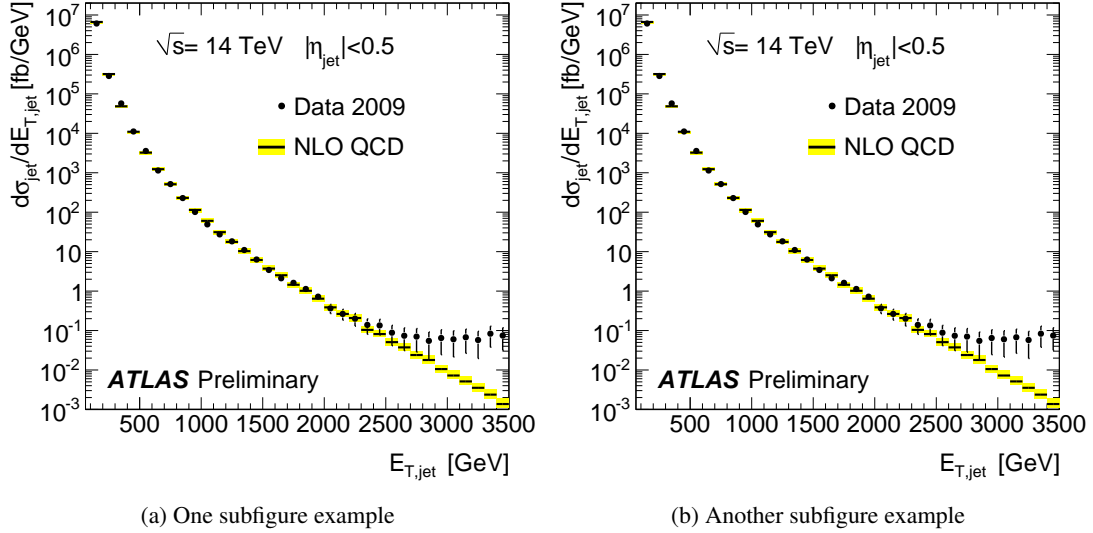 dσ_jet/dE_T,jet [fb/GeV]
10^7
10^6
10^5
10^4
10^3
10^2
10
1
10^-1
10^-2
10^-3
√s= 14 TeV |η_jet|<0.5
Data 2009
NLO QCD
ATLAS Preliminary
500 1000 1500 2000 2500 3000 3500
E_T,jet [GeV]
(a) One subfigure example
dσ_jet/dE_T,jet [fb/GeV]
10^7
10^6
10^5
10^4
10^3
10^2
10
1
10^-1
10^-2
10^-3
√s= 14 TeV |η_jet|<0.5
Data 2009
NLO QCD
ATLAS Preliminary
500 1000 1500 2000 2500 3000 3500
E_T,jet [GeV]
(b) Another subfigure example